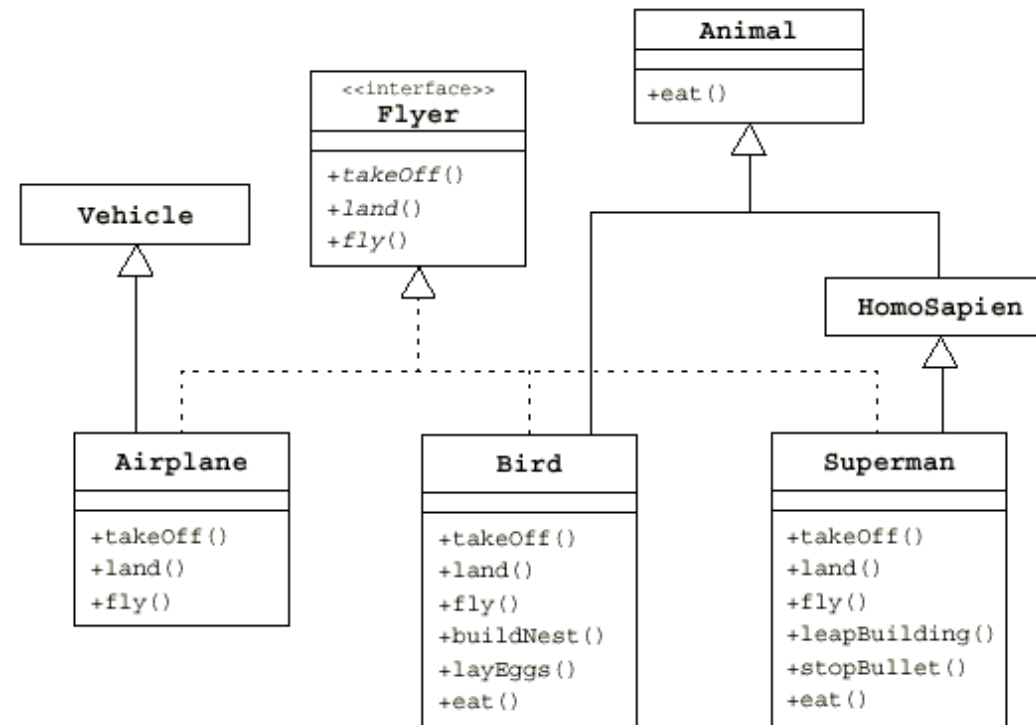 Animal
+eat()
<<interface>>
Flyer
+takeOff()
+land()
+fly()
Vehicle
HomoSapien
Airplane
+takeOff()
+land()
+fly()
Bird
+takeOff()
+land()
+fly()
+buildNest()
+layEggs()
+eat()
Superman
+takeOff()
+land()
+fly()
+leapBuilding()
+stopBullet()
+eat()